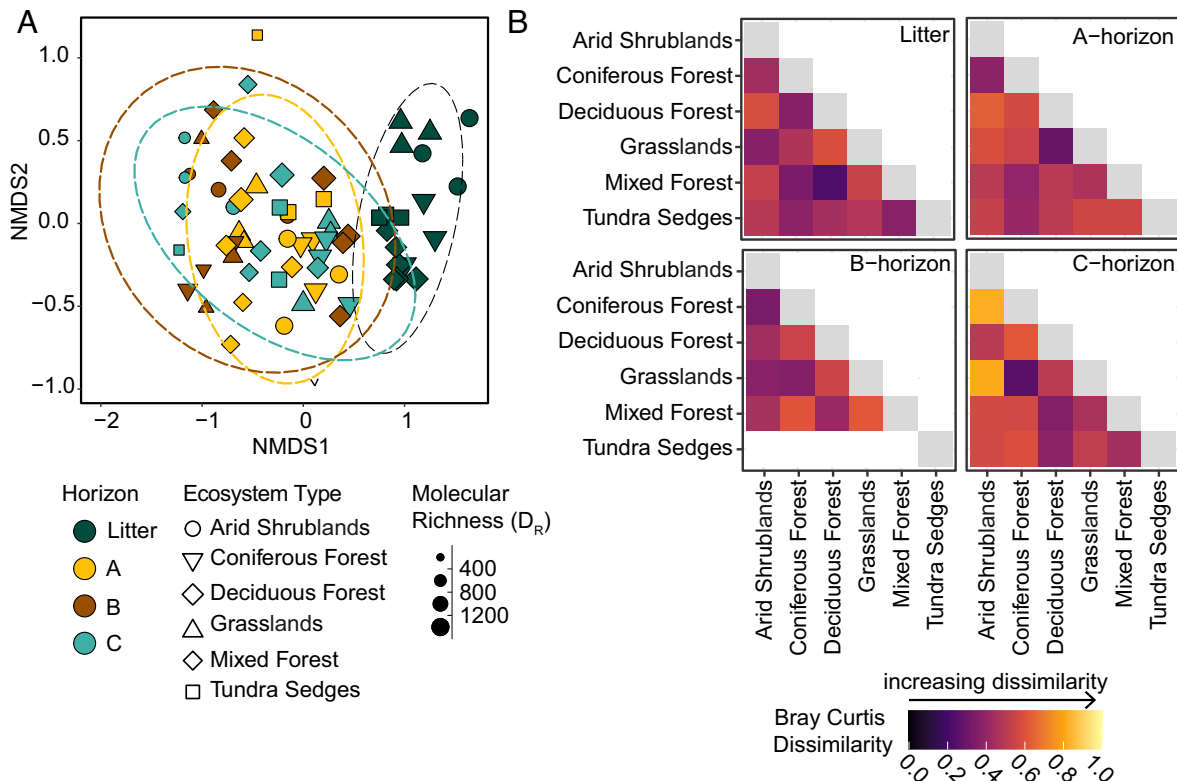 A
1.0
0.5
0.0
−0.5
−1.0
NMDS2
−2
−1
0
1
NMDS1
Horizon
Litter
A
B
C
Ecosystem Type
Arid Shrublands
Coniferous Forest
Deciduous Forest
Grasslands
Mixed Forest
Tundra Sedges
Molecular
Richness (DR)
400
800
1200
B
Litter
A−horizon
Arid Shrublands
Coniferous Forest
Deciduous Forest
Grasslands
Mixed Forest
Tundra Sedges
B-horizon
C-horizon
Arid Shrublands
Coniferous Forest
Deciduous Forest
Grasslands
Mixed Forest
Tundra Sedges
Arid Shrublands
Coniferous Forest
Deciduous Forest
Grasslands
Mixed Forest
Tundra Sedges
Arid Shrublands
Coniferous Forest
Deciduous Forest
Grasslands
Mixed Forest
Tundra Sedges
increasing dissimilarity
Bray Curtis
Dissimilarity
0.0 0.2 0.4 0.6 0.8 1.0